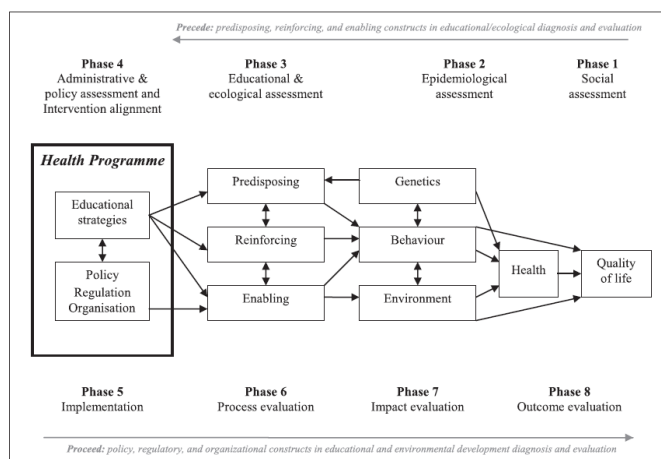 Precede: predisposing, reinforcing, and enabling constructs in educational/ecological diagnosis and evaluation
Phase 4
Administrative &
policy assessment and
Intervention alignment
Phase 3
Educational &
ecological assessment
Phase 2
Epidemiological
assessment
Phase 1
Social
assessment
Health Programme
Educational
strategies
Policy
Regulation
Organisation
Predisposing
Reinforcing
Enabling
Genetics
Behaviour
Environment
Health
Quality
of life
Phase 5
Implementation
Phase 6
Process evaluation
Phase 7
Impact evaluation
Phase 8
Outcome evaluation
Proceed: policy, regulatory, and organizational constructs in educational and environmental development diagnosis and evaluation